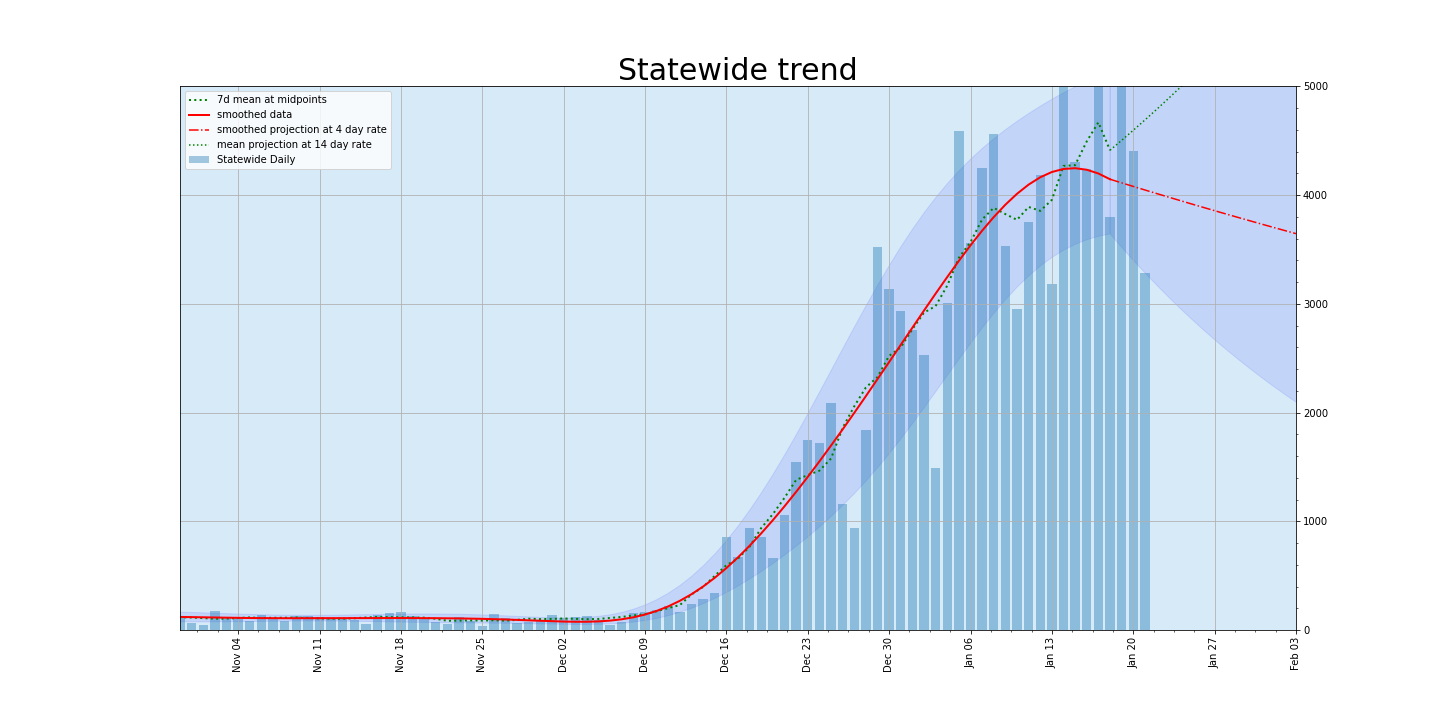 Statewide trend
7d mean at midpoints
smoothed data
smoothed projection at 4 day rate
mean projection at 14 day rate
Statewide Daily
5000
4000
3000
2000
1000
0
Nov 04
Nov 11
Nov 18
Nov 25
Dec 02
Dec 09
Dec 16
Dec 23
Dec 30
Jan 06
Jan 13
Jan 20
Jan 27
Feb 03